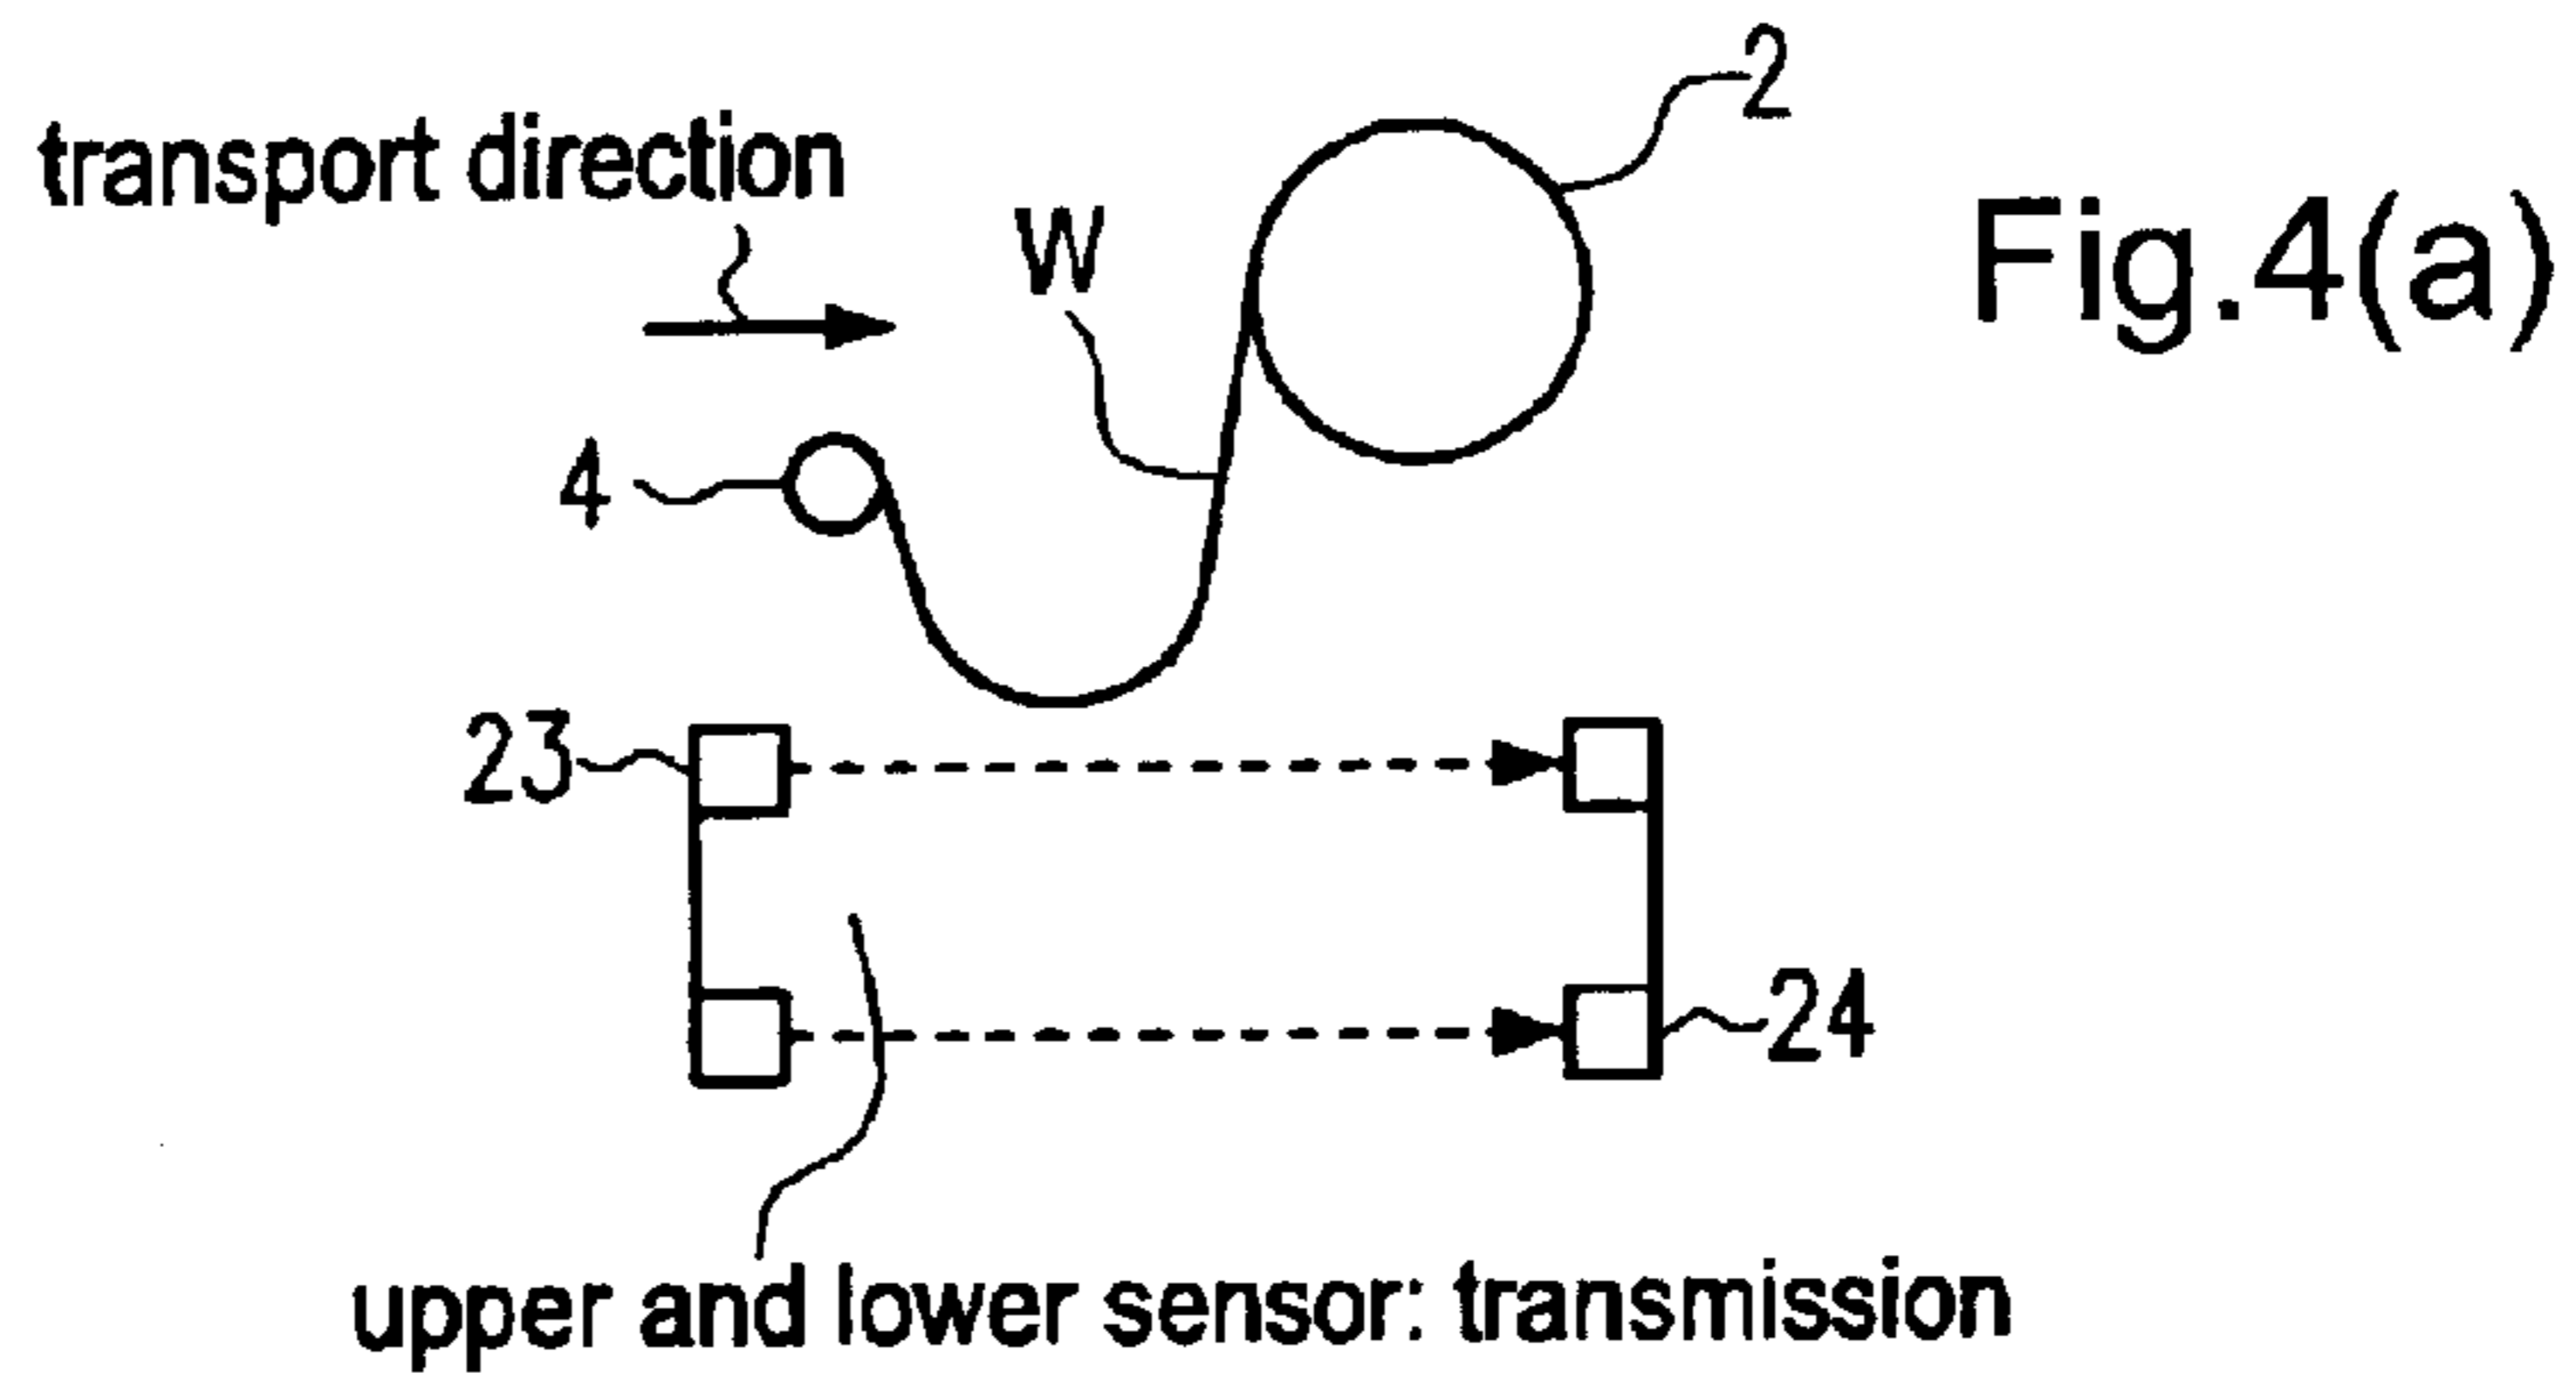 2
transport direction
W
Fig.4(a)
4
23
24
upper and lower sensor: transmission